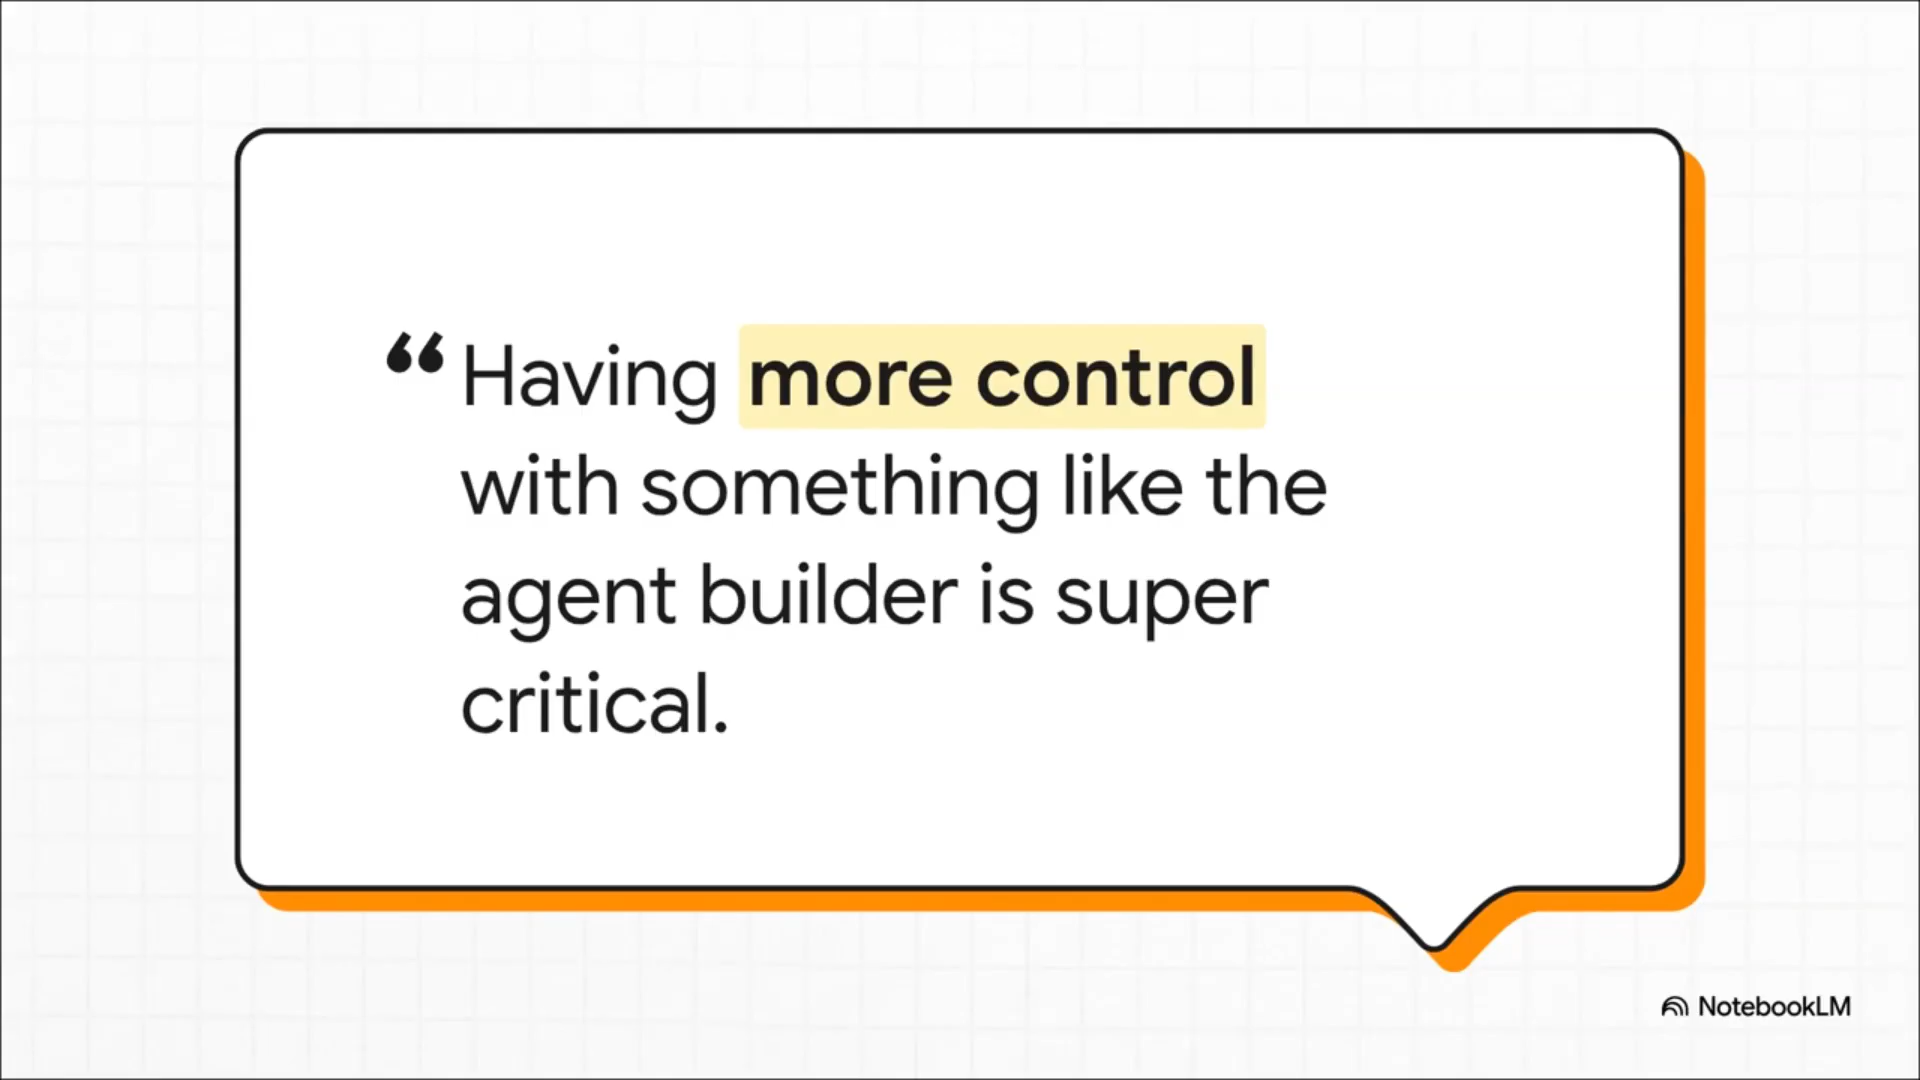 “Having more control
with something like the
agent builder is super
critical.
NotebookLM